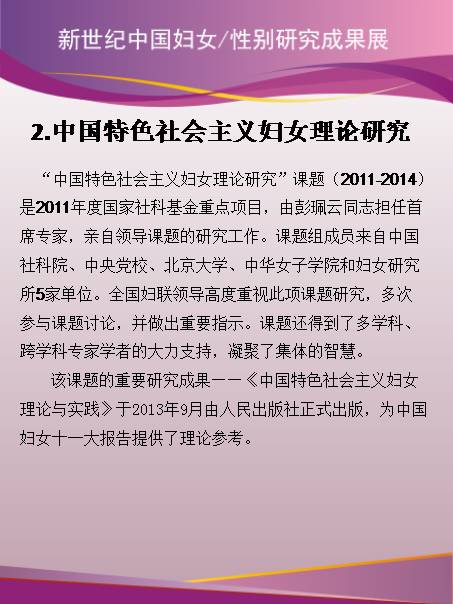 新世纪中国妇女/性别研究成果展
2.中国特色社会主义妇女理论研究
“中国特色社会主义妇女理论研究”课题（2011-2014）
是2011年度国家社科基金重点项目，由彭珮云同志担任首
席专家，亲自领导课题的研究工作。课题组成员来自中国
社科院、中央党校、北京大学、中华女子学院和妇女研究
所5家单位。全国妇联领导高度重视此项课题研究，多次
参与课题讨论，并做出重要指示。课题还得到了多学科、
跨学科专家学者的大力支持，凝聚了集体的智慧。
该课题的重要研究成果——《中国特色社会主义妇女
理论与实践》于2013年9月由人民出版社正式出版，为中国
妇女十一大报告提供了理论参考。